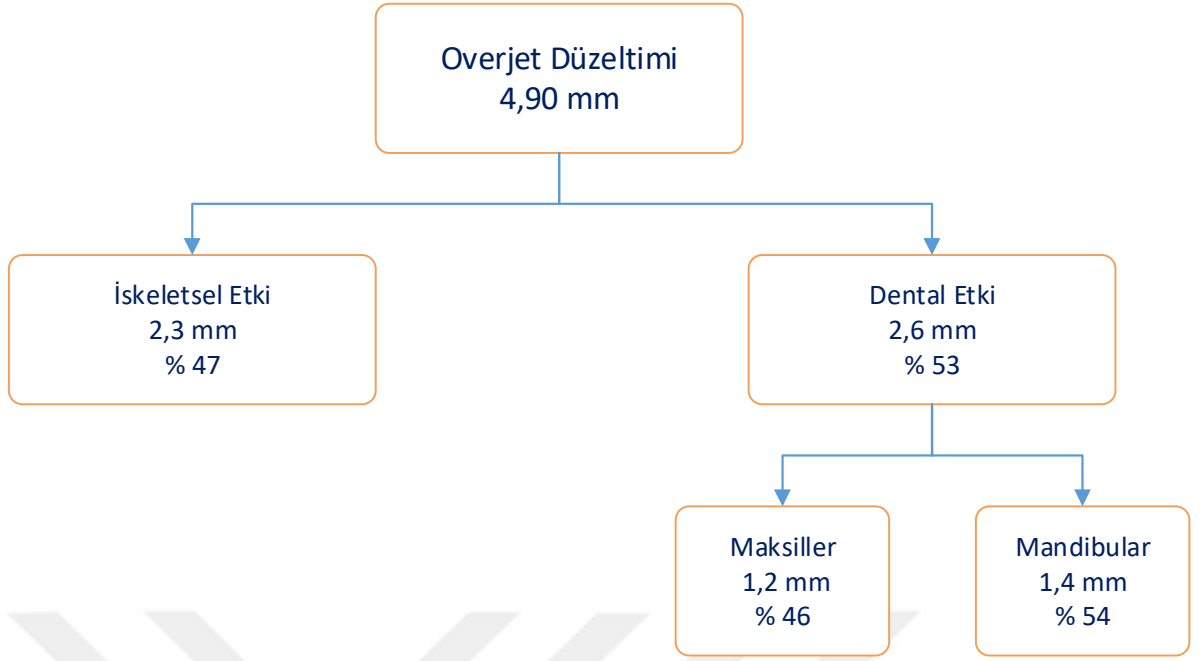 Overjet Düzeltimi
4,90 mm
İskeletsel Etki
2,3 mm
% 47
Dental Etki
2,6 mm
% 53
Maksiller
1,2 mm
% 46
Mandibular
1,4 mm
% 54